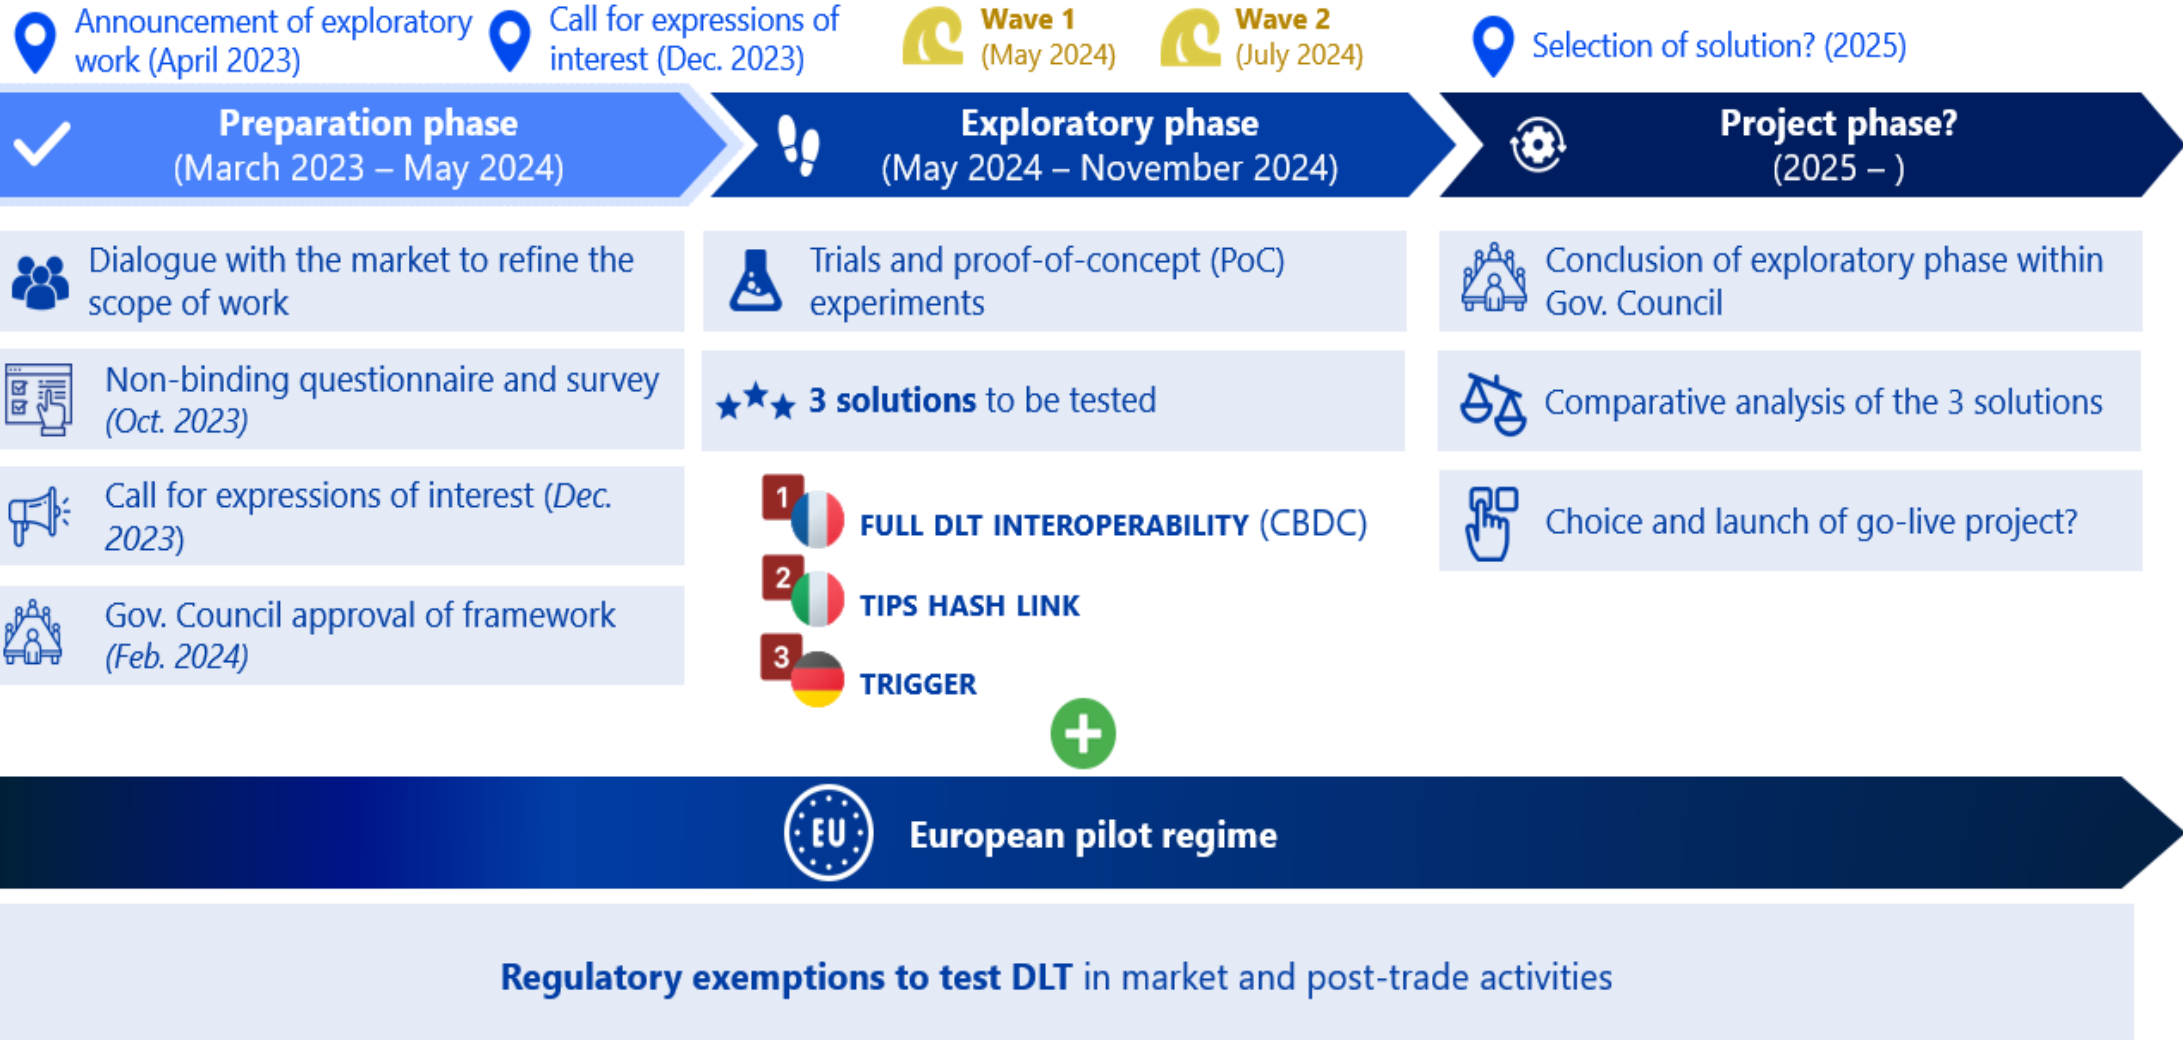 Announcement of exploratory
work (April 2023)
Call for expressions of
interest (Dec. 2023)
Wave 1
(May 2024)
Wave 2
(July 2024)
Selection of solution? (2025)
Preparation phase
(March 2023 – May 2024)
Exploratory phase
(May 2024 – November 2024)
Project phase?
(2025 – )
Dialogue with the market to refine the
scope of work
Non-binding questionnaire and survey
(Oct. 2023)
Call for expressions of interest (Dec.
2023)
Gov. Council approval of framework
(Feb. 2024)
Trials and proof-of-concept (PoC)
experiments
3 solutions to be tested
1
FULL DLT INTEROPERABILITY (CBDC)
2
TIPS HASH LINK
3
TRIGGER
Conclusion of exploratory phase within
Gov. Council
Comparative analysis of the 3 solutions
Choice and launch of go-live project?
EU
European pilot regime
Regulatory exemptions to test DLT in market and post-trade activities